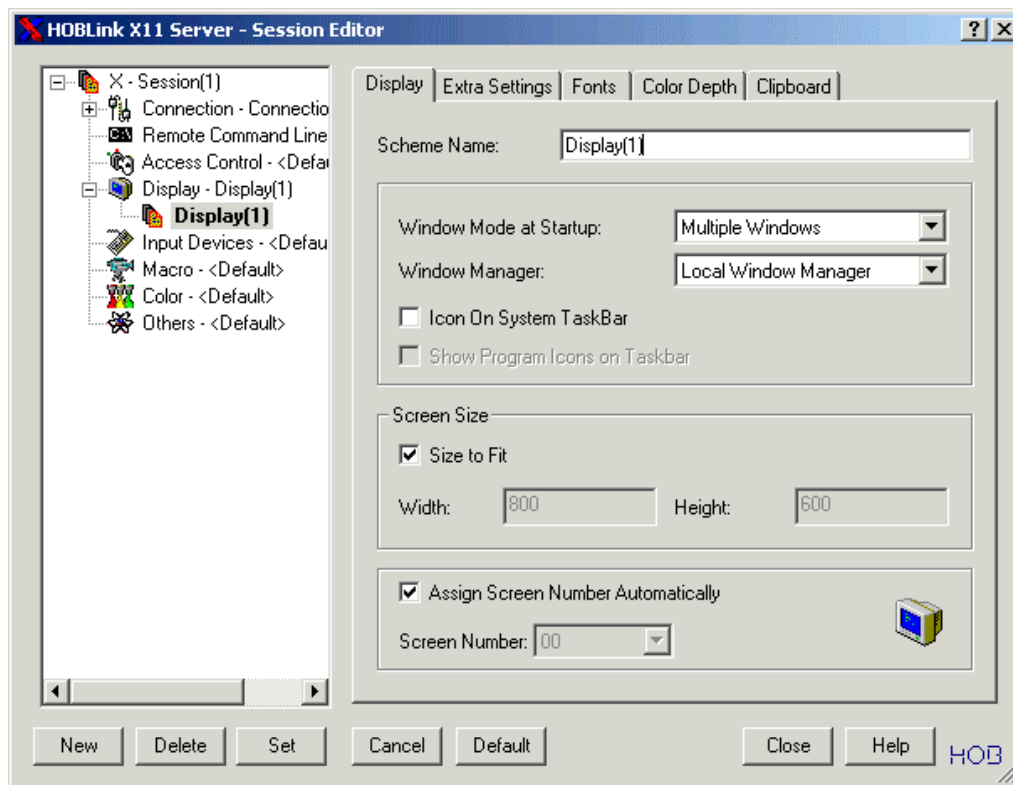 HOBLink X11 Server - Session Editor
X - Session(1)
Connection - Connectio
Remote Command Line
Access Control - <Defau
Display - Display(1)
Display(1)
Input Devices - <Defau
Macro - <Default>
Color - <Default>
Others - <Default>
Display Extra Settings Fonts Color Depth Clipboard
Scheme Name: Display(1)
Window Mode at Startup: Multiple Windows
Window Manager: Local Window Manager
Icon On System TaskBar
Show Program Icons on Taskbar
Screen Size
Size to Fit
Width: 800 Height: 600
Assign Screen Number Automatically
Screen Number: 00
New Delete Set Cancel Default Close Help HOB